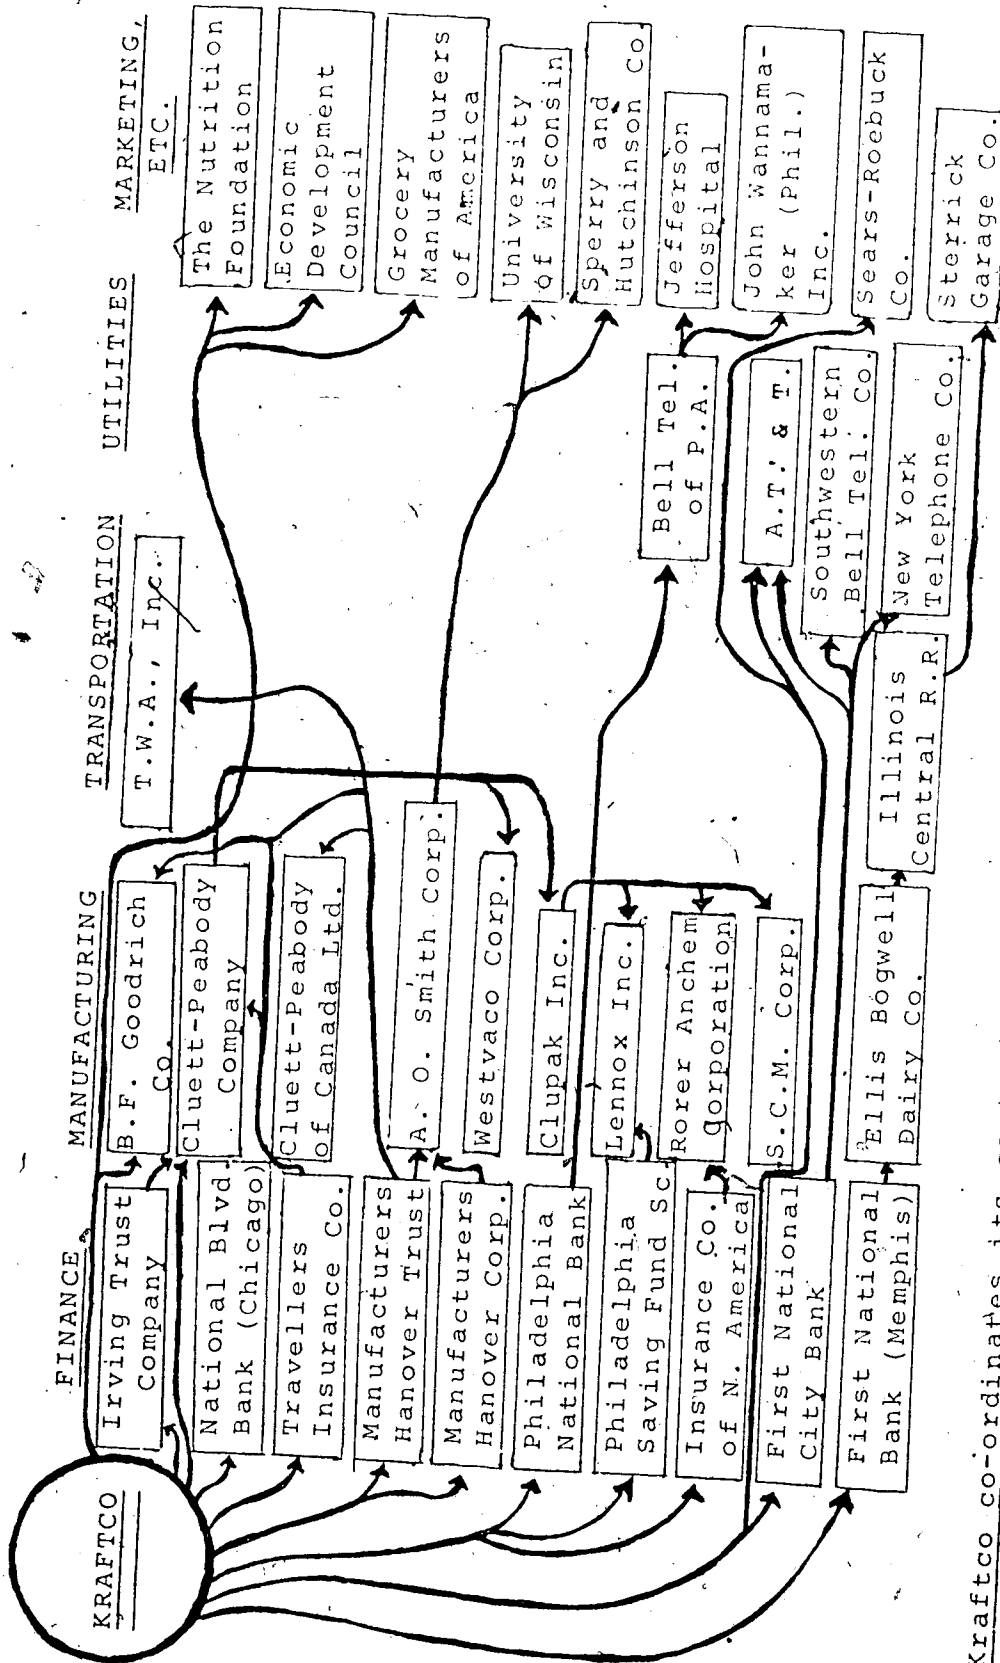 FINANCE
MANUFACTURING
TRANSPORTATION
UTILITIES
MARKETING,
ETC.
KRAFTCO
Irving Trust
Company
National Blvd.
Bank (Chicago)
Travellers
Insurance Co.
Manufacturers
Hanover Trust
Manufacturers
Hanover Corp.
Philadelphia
National Bank
Philadelphia
Saving Fund Sc
Insurance Co.
of N. America
First National
City Bank
First National
Bank (Memphis)
B.F. Goodrich
Co.
Cluett-Peabody
Company
Cluett-Peabody
of Canada Ltd.
A. O. Smith Corp.
Westvaco Corp.
Clupak Inc.
Lennox Inc.
Rorer Anchem
Corporation
S.C.M. Corp.
Ellis Bogwell
Dairy Co.
T.W.A., Inc.
Illinois
Central R.R.
Bell Tel.
of P.A.
A.T. & T.
Southwestern
Bell Tel. Co.
New York
Telephone Co.
The Nutrition
Foundation
Economic
Development
Council
Grocery
Manufacturers
of America
University
of Wisconsin
Sperry and
Hutchinson Co.
Jefferson
Hospital
John Wannama-
ker (Phil.)
Inc.
Sears-Roebuck
Co.
Sterrick
Garage Co.
Kraftco co-ordinates its